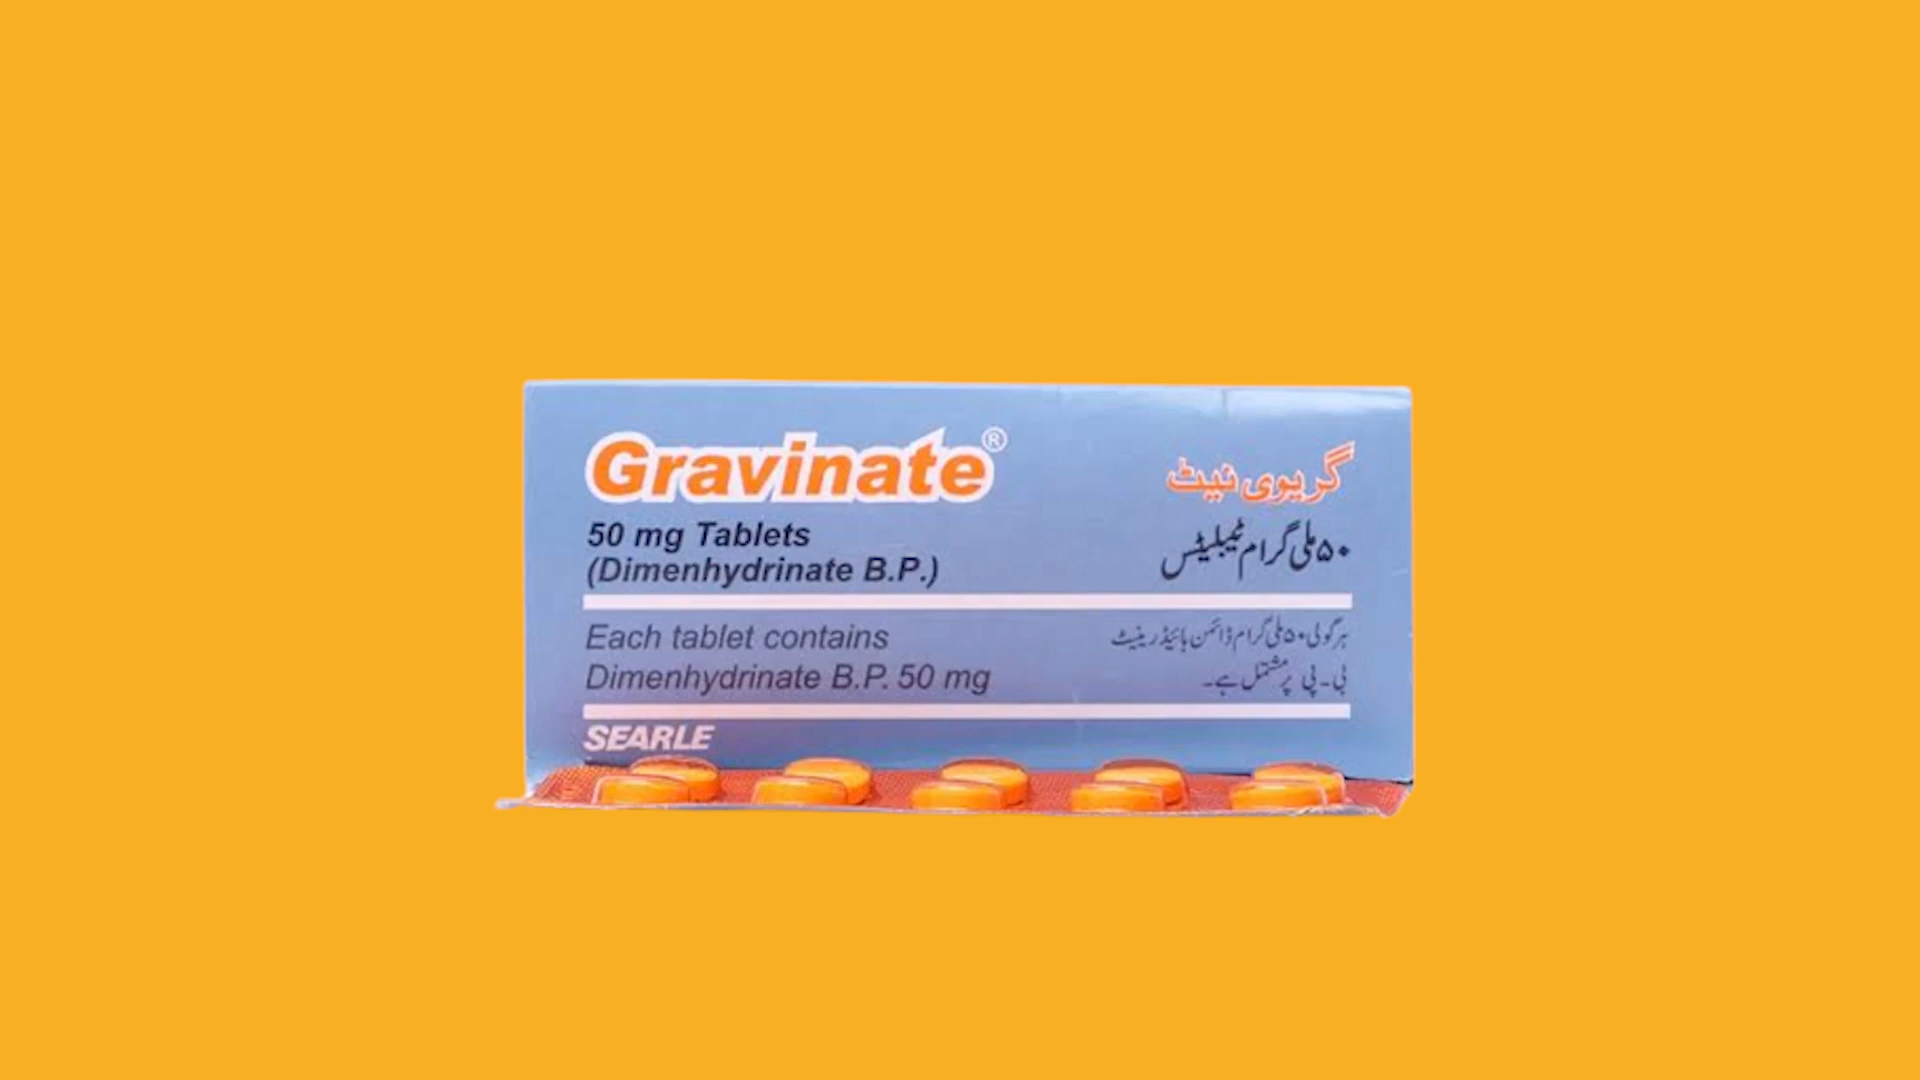 Gravinate®
گریوی نیٹ
50 mg Tablets
(Dimenhydrinate B.P.)
۵۰ ملی گرام ٹیبلیٹس
Each tablet contains
Dimenhydrinate B.P. 50 mg
ہر گولی ۵۰ ملی گرام ڈائمن ہائیڈرینیٹ
بی۔پی پر مشتمل ہے۔
SEARLE